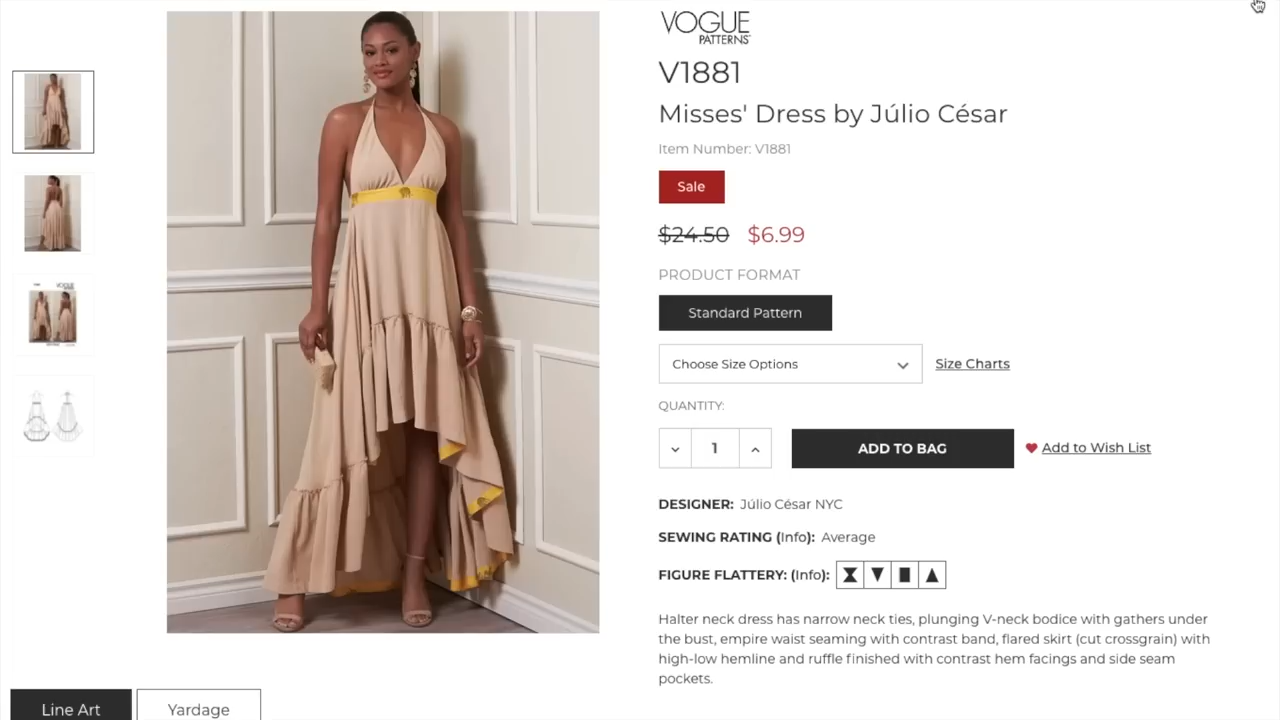 VOGUE
PATTERNS
V1881
Misses' Dress by Júlio César
Item Number: V1881
Sale
$24.50 $6.99
PRODUCT FORMAT
Standard Pattern
Choose Size Options
Size Charts
QUANTITY:
1
ADD TO BAG
Add to Wish List
DESIGNER: Júlio César NYC
SEWING RATING (Info): Average
FIGURE FLATTERY: (Info):
Halter neck dress has narrow neck ties, plunging V-neck bodice with gathers under
the bust, empire waist seaming with contrast band, flared skirt (cut crossgrain) with
high-low hemline and ruffle finished with contrast hem facings and side seam
pockets.
VOGUE
Line Art
Yardage